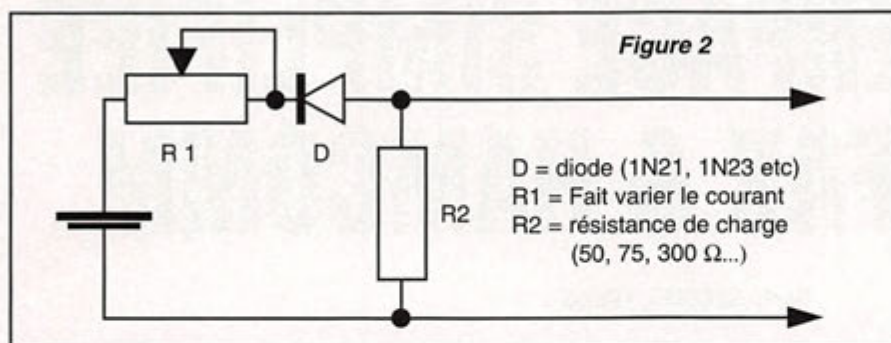 Figure 2
R 1
D
R2
D = diode (1N21, 1N23 etc)
R1 = Fait varier le courant
R2 = résistance de charge
(50, 75, 300 Ω...)